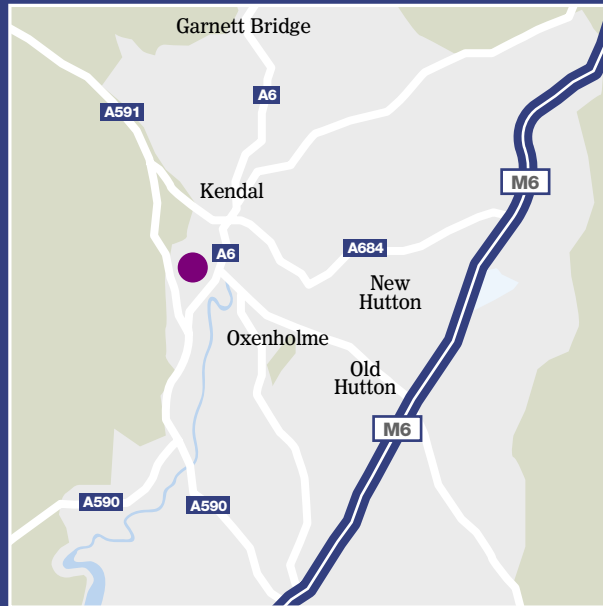 Garnett Bridge
A6
A591
Kendal
M6
A6
A684
New
Hutton
Oxenholme
Old
Hutton
M6
A590
A590